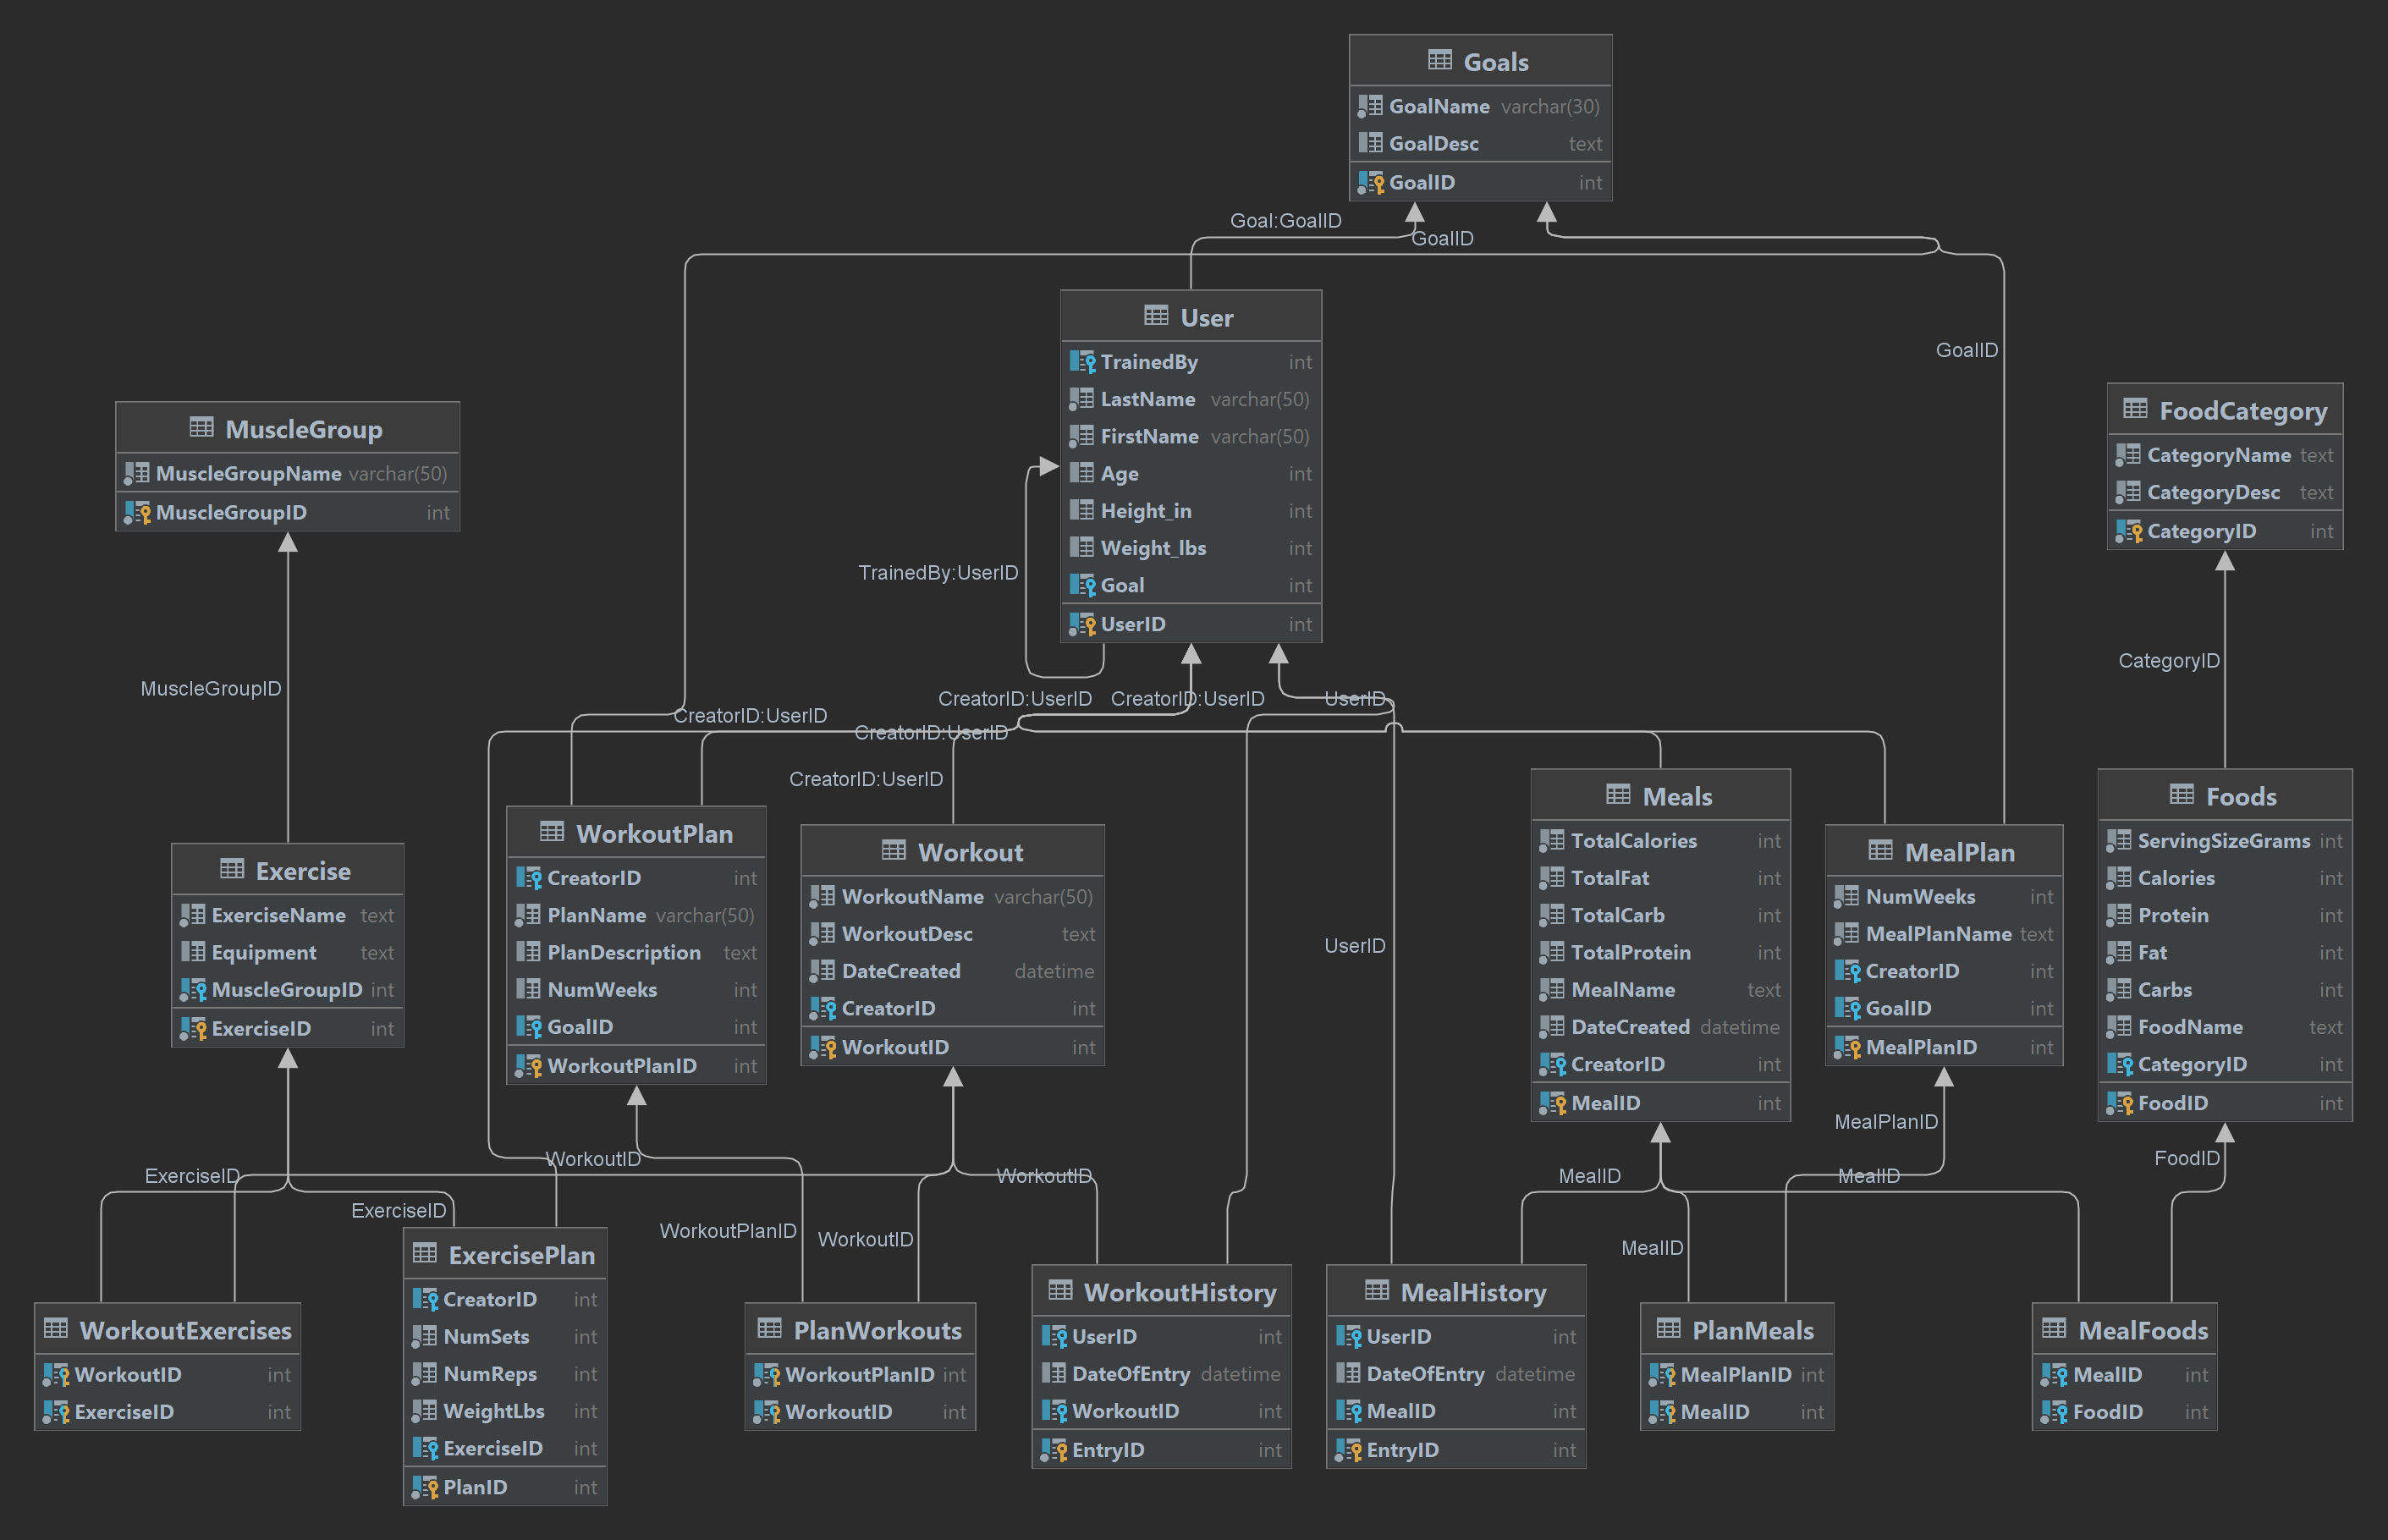 Goals
GoalName varchar(30)
GoalDesc text
GoalID int
Goal:GoalID
GoalID
User
TrainedBy int
LastName varchar(50)
FirstName varchar(50)
Age int
Height_in int
Weight_lbs int
Goal int
UserID int
TrainedBy:UserID
GoalID
MuscleGroup
MuscleGroupName varchar(50)
MuscleGroupID int
MuscleGroupID
FoodCategory
CategoryName text
CategoryDesc text
CategoryID int
CategoryID
CreatorID:UserID
CreatorID:UserID
UserID
CreatorID:UserID
CreatorID:UserID
CreatorID:UserID
Exercise
ExerciseName text
Equipment text
MuscleGroupID int
ExerciseID int
WorkoutPlan
CreatorID int
PlanName varchar(50)
PlanDescription text
NumWeeks int
GoalID int
WorkoutPlanID int
Workout
WorkoutName varchar(50)
WorkoutDesc text
DateCreated datetime
CreatorID int
WorkoutID int
UserID
Meals
TotalCalories int
TotalFat int
TotalCarb int
TotalProtein int
MealName text
DateCreated datetime
CreatorID int
MealID int
MealPlan
NumWeeks int
MealPlanName text
CreatorID int
GoalID int
MealPlanID int
Foods
ServingSizeGrams int
Calories int
Protein int
Fat int
Carbs int
FoodName text
CategoryID int
FoodID int
ExerciseID
ExerciseID
WorkoutID
WorkoutPlanID
WorkoutID
WorkoutID
MealID
MealID
MealPlanID
MealID
FoodID
WorkoutExercises
WorkoutID int
ExerciseID int
ExercisePlan
CreatorID int
NumSets int
NumReps int
WeightLbs int
ExerciseID int
PlanID int
PlanWorkouts
WorkoutPlanID int
WorkoutID int
WorkoutHistory
UserID int
DateOfEntry datetime
WorkoutID int
EntryID int
MealHistory
UserID int
DateOfEntry datetime
MealID int
EntryID int
PlanMeals
MealPlanID int
MealID int
MealFoods
MealID int
FoodID int